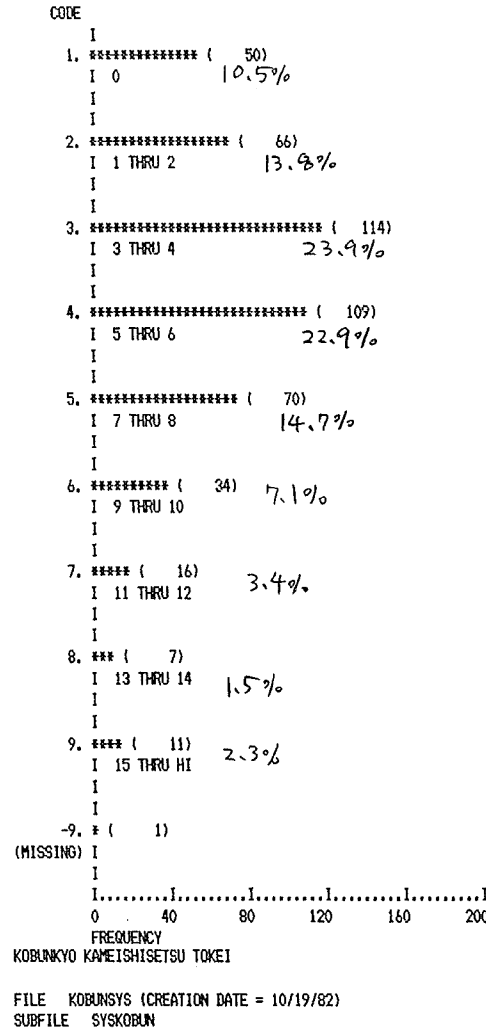 CODE
I
1. ************** ( 50)
I 0 10.5%
I
I
2. ****************** ( 66)
I 1 THRU 2 13.8%
I
I
3. ****************************** ( 114)
I 3 THRU 4 23.9%
I
I
4. **************************** ( 109)
I 5 THRU 6 22.9%
I
I
5. ******************* ( 70)
I 7 THRU 8 14.7%
I
I
6. ********** ( 34) 7.1%
I 9 THRU 10
I
I
7. ***** ( 16) 3.4%
I 11 THRU 12
I
I
8. *** ( 7)
I 13 THRU 14 1.5%
I
I
9. **** ( 11) 2.3%
I 15 THRU HI
I
I
-9. * ( 1)
(MISSING) I
I
I.........I.........I.........I.........I.........I
0 40 80 120 160 200
FREQUENCY
KOBUNKYO KAMEISHISETSU TOKEI
FILE KOBUNSYS (CREATION DATE = 10/19/82)
SUBFILE SYSKOBUN